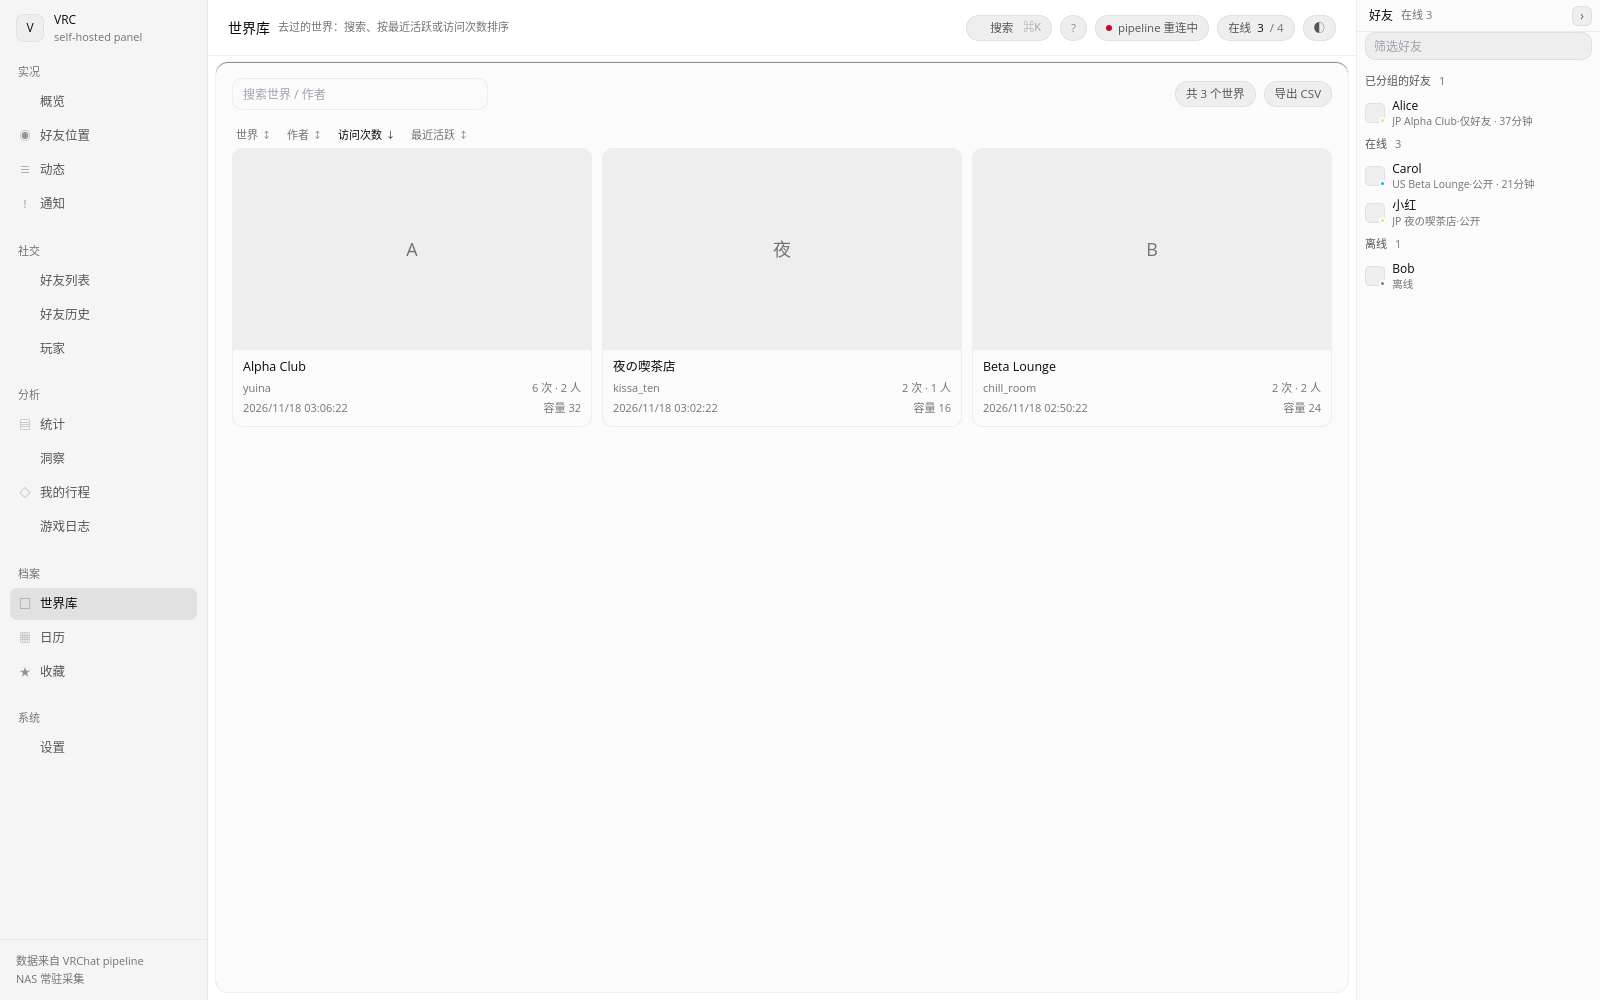 V
VRC
self-hosted panel
实况
概览
好友位置
动态
通知
社交
好友列表
好友历史
玩家
分析
统计
洞察
我的行程
游戏日志
档案
世界库
日历
收藏
系统
设置
数据来自 VRChat pipeline
NAS 常驻采集
世界库 去过的世界：搜索、按最近活跃或访问次数排序
搜索 ⌘K
?
pipeline 重连中
在线 3 / 4
搜索世界 / 作者
共 3 个世界
导出 CSV
世界 ↕ 作者 ↕ 访问次数 ↓ 最近活跃 ↕
A
Alpha Club
yuina 6 次 · 2 人
2026/11/18 03:06:22 容量 32
夜
夜の喫茶店
kissa_ten 2 次 · 1 人
2026/11/18 03:02:22 容量 16
B
Beta Lounge
chill_room 2 次 · 2 人
2026/11/18 02:50:22 容量 24
好友 在线 3
›
筛选好友
已分组的好友 1
Alice
JP Alpha Club·仅好友 · 37分钟
在线 3
Carol
US Beta Lounge·公开 · 21分钟
小红
JP 夜の喫茶店·公开
离线 1
Bob
离线